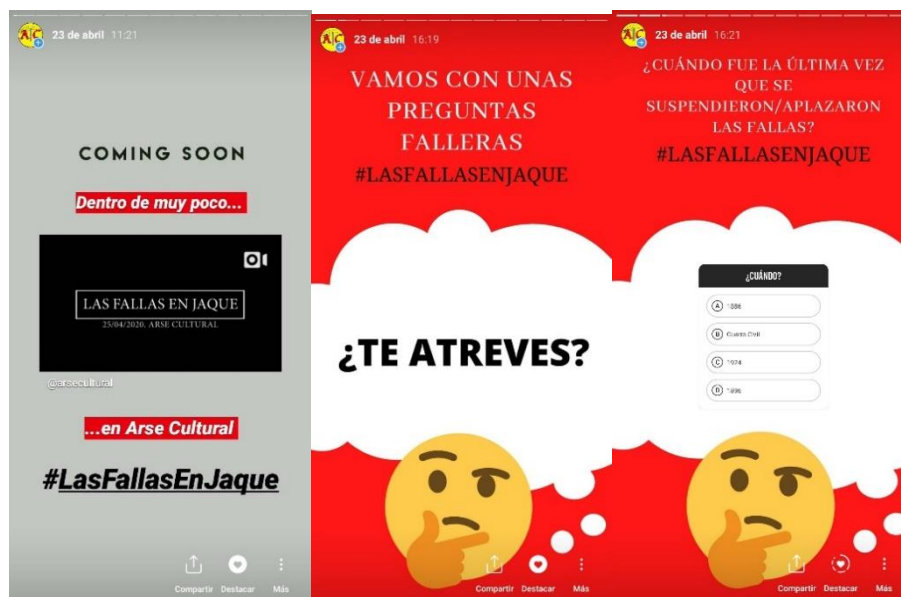 23 de abril 11:21
COMING SOON
Dentro de muy poco...
LAS FALLAS EN JAQUE
25/04/2020. ARSE CULTURAL
@arsecultural
...en Arse Cultural
#LasFallasEnJaque
Compartir Destacar Más
23 de abril 16:19
VAMOS CON UNAS
PREGUNTAS
FALLERAS
#LASFALLASENJAQUE
¿TE ATREVES?
Compartir Destacar Más
23 de abril 16:21
¿CUÁNDO FUE LA ÚLTIMA VEZ
QUE SE
SUSPENDIERON/APLAZARON
LAS FALLAS?
#LASFALLASENJAQUE
¿CUÁNDO?
A 1886
B Guerra Civil
C 1974
D 1896
Compartir Destacar Más